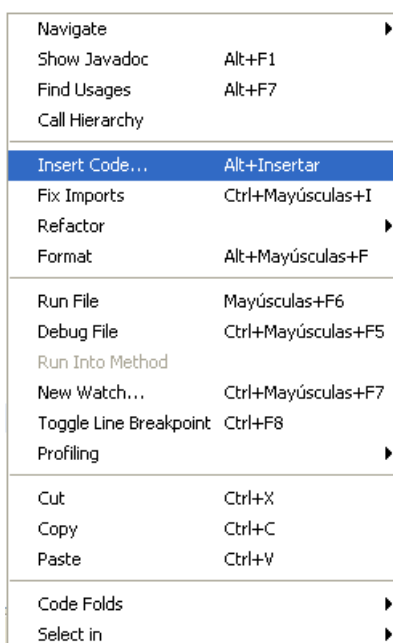 Navigate
Show Javadoc Alt+F1
Find Usages Alt+F7
Call Hierarchy
Insert Code... Alt+Insertar
Fix Imports Ctrl+Mayúsculas+I
Refactor
Format Alt+Mayúsculas+F
Run File Mayúsculas+F6
Debug File Ctrl+Mayúsculas+F5
Run Into Method
New Watch... Ctrl+Mayúsculas+F7
Toggle Line Breakpoint Ctrl+F8
Profiling
Cut Ctrl+X
Copy Ctrl+C
Paste Ctrl+V
Code Folds
Select in